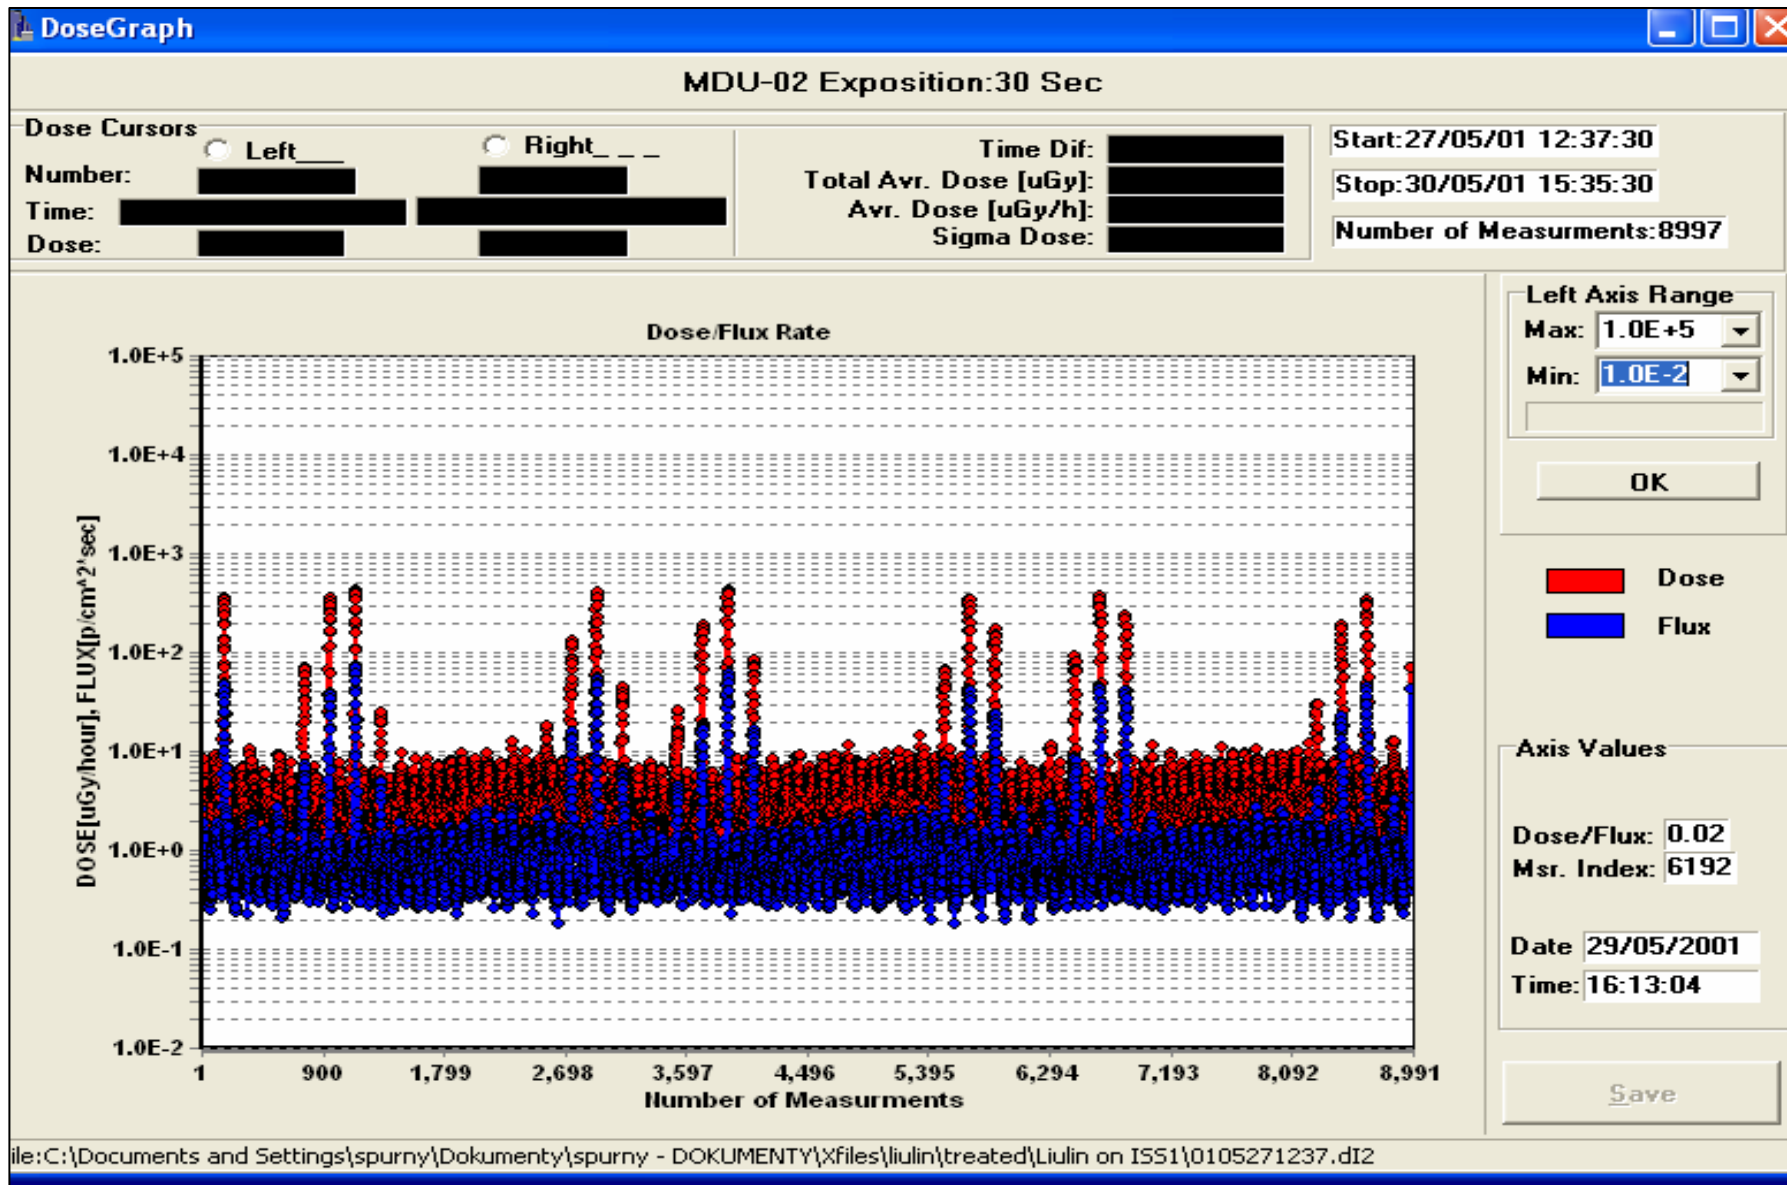 DoseGraph
MDU-02 Exposition:30 Sec
Dose Cursors
Left___ Right_ _ _
Number:
Time:
Dose:
Time Dif:
Total Avr. Dose [uGy]:
Avr. Dose [uGy/h]:
Sigma Dose:
Start:27/05/01 12:37:30
Stop:30/05/01 15:35:30
Number of Measurments:8997
Left Axis Range
Max: 1.0E+5
Min: 1.0E-2
OK
Dose/Flux Rate
DOSE[uGy/hour], FLUX[p/cm^2*sec]
1.0E+5
1.0E+4
1.0E+3
1.0E+2
1.0E+1
1.0E+0
1.0E-1
1.0E-2
1 900 1,799 2,698 3,597 4,496 5,395 6,294 7,193 8,092 8,991
Number of Measurments
Dose
Flux
Axis Values
Dose/Flux: 0.02
Msr. Index: 6192
Date 29/05/2001
Time: 16:13:04
Save
ile:C:\Documents and Settings\spurny\Dokumenty\spurny - DOKUMENTY\Xfiles\liulin\treated\Liulin on ISS1\0105271237.dI2